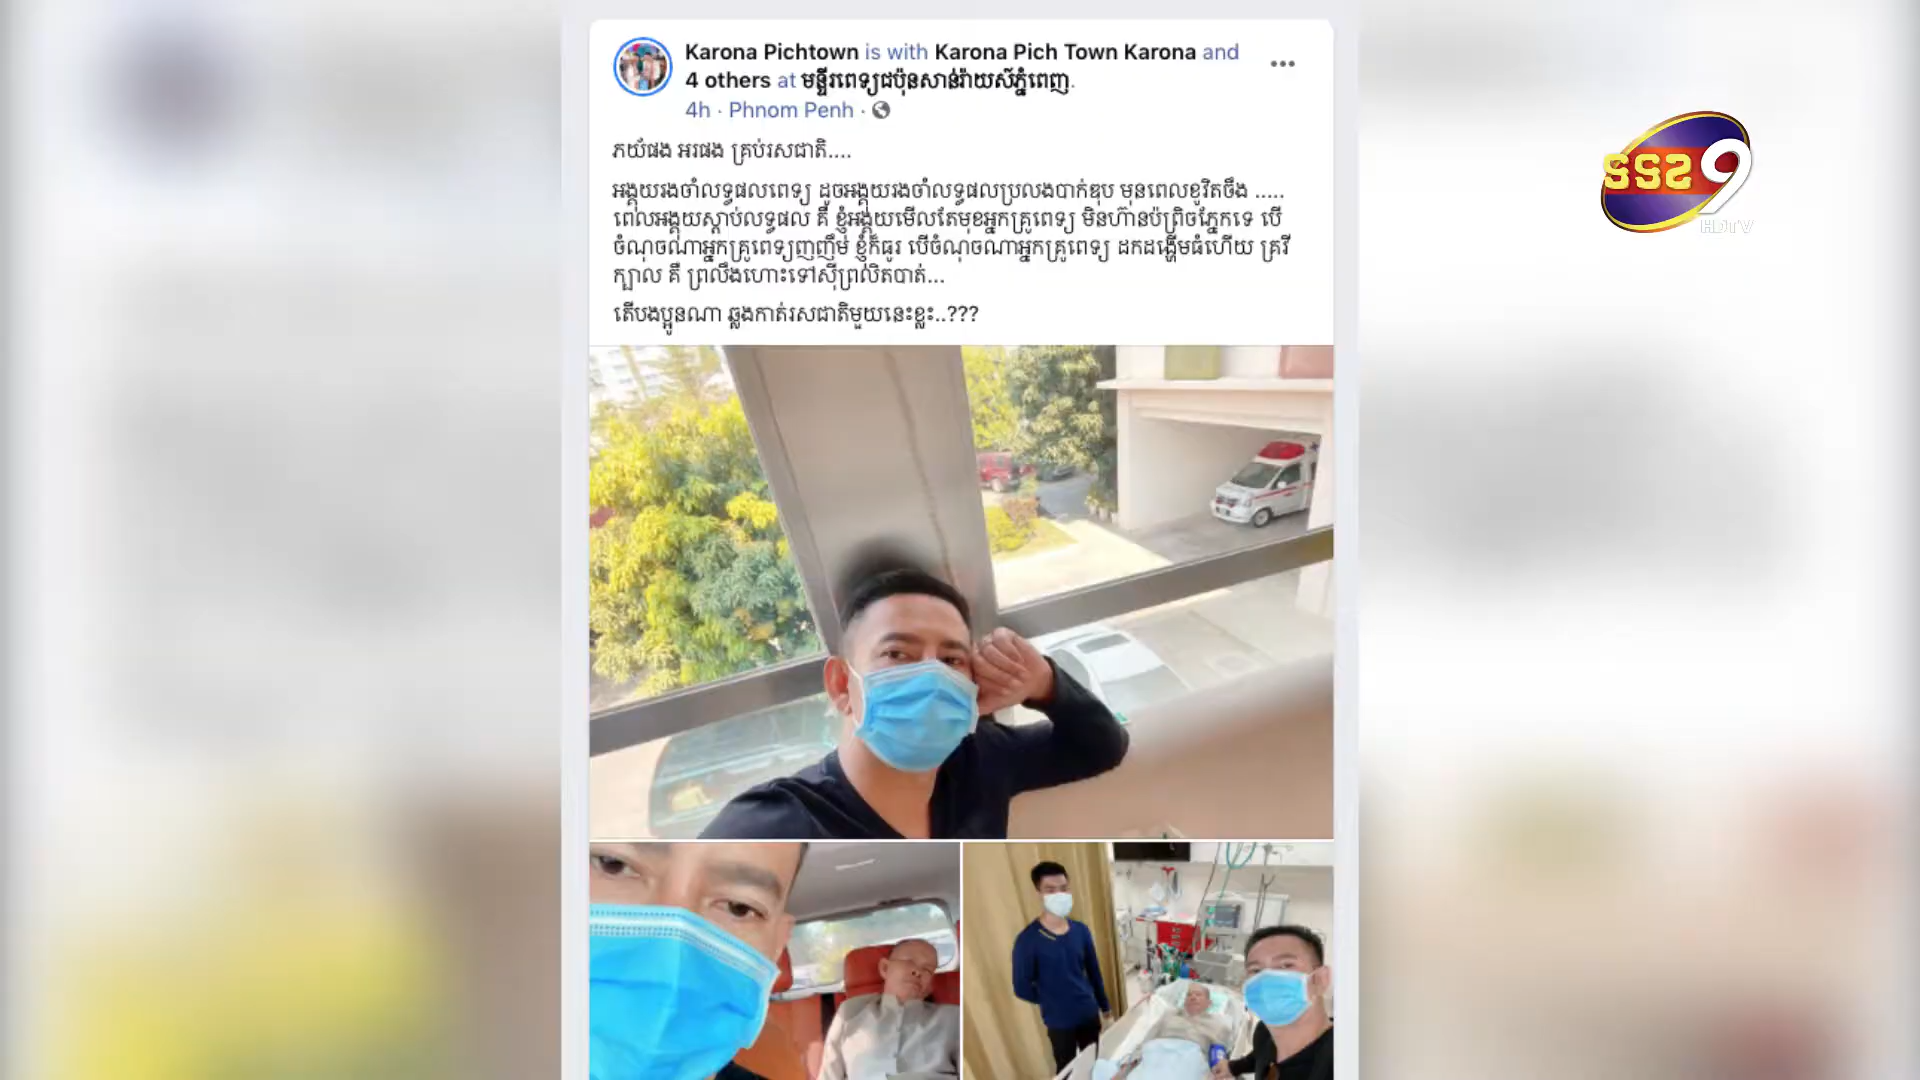 Karona Pichtown is with Karona Pich Town Karona and
4 others at មន្ទីរពេទ្យជប៉ុនសាន់រ៉ាយស៍ភ្នំពេញ.
4h · Phnom Penh ·
ភយ័ផង អរផង គ្រប់រសជាតិ....
អង្គុយរងចាំលទ្ធផលពេទ្យ ដូចអង្គុយរងចាំលទ្ធផលប្រលងបាក់ឌុប មុនពេលខូវិតចឹង .....
ពេលអង្គុយស្តាប់លទ្ធផល គឺ ខ្ញុំអង្គុយមើលតែមុខអ្នកគ្រូពេទ្យ មិនហ៊ានប៉ព្រិចភ្នែកទេ បើ
ចំណុចណាអ្នកគ្រូពេទ្យញញឹម ខ្ញុំក៏ធូរ បើចំណុចណាអ្នកគ្រូពេទ្យ ដកដង្ហើមធំហើយ គ្រវី
ក្បាល គឺ ព្រលឹងហោះទៅស៊ីព្រលិតបាត់...
តើបងប្អូនណា ឆ្លងកាត់រសជាតិមួយនេះខ្លះ..???
SS29
HDTV